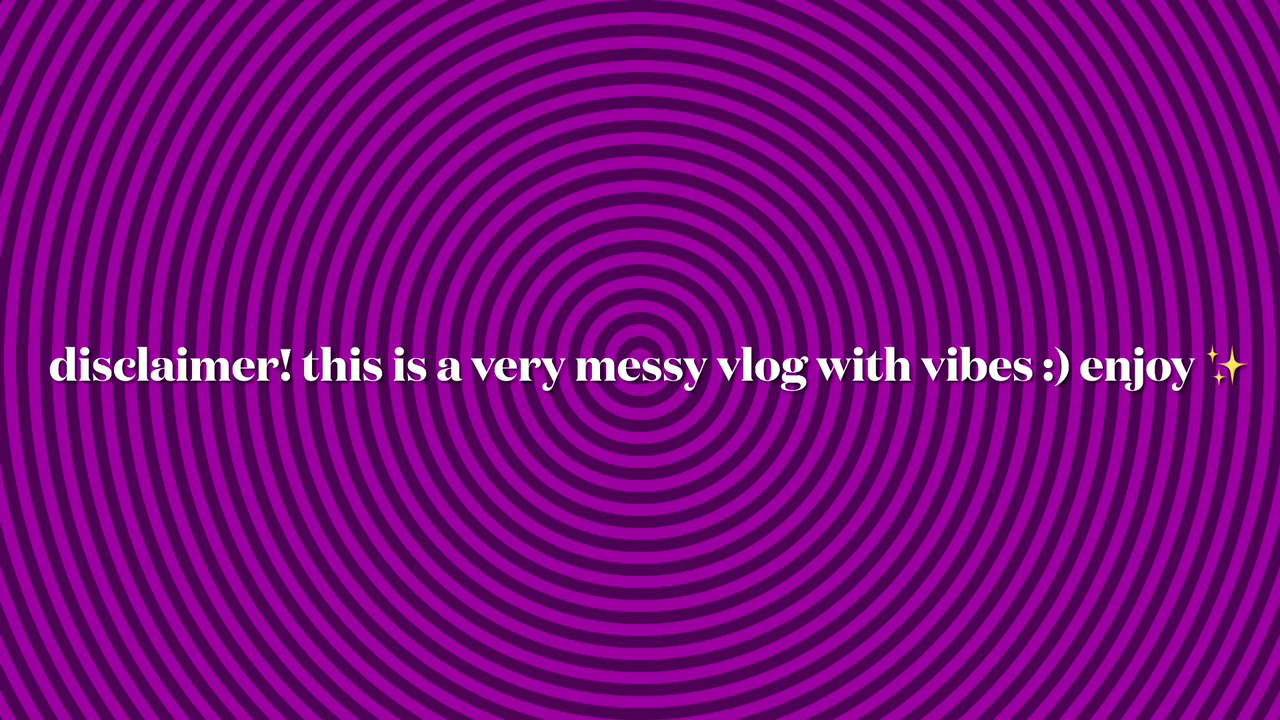 disclaimer! this is a very messy vlog with vibes :) enjoy ✨